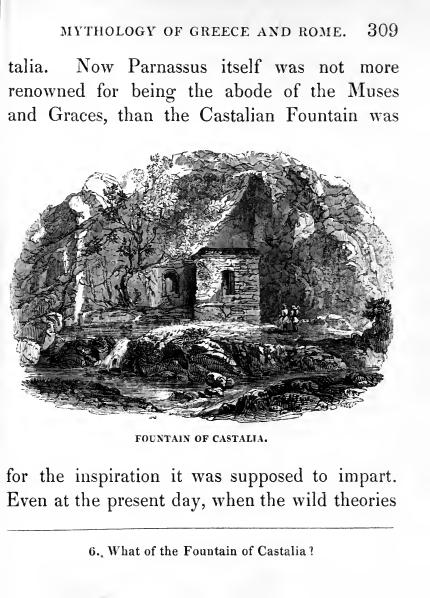 MYTHOLOGY OF GREECE AND ROME. 309
talia. Now Parnassus itself was not more
renowned for being the abode of the Muses
and Graces, than the Castalian Fountain was
FOUNTAIN OF CASTALIA.
for the inspiration it was supposed to impart.
Even at the present day, when the wild theories
6. What of the Fountain of Castalia?